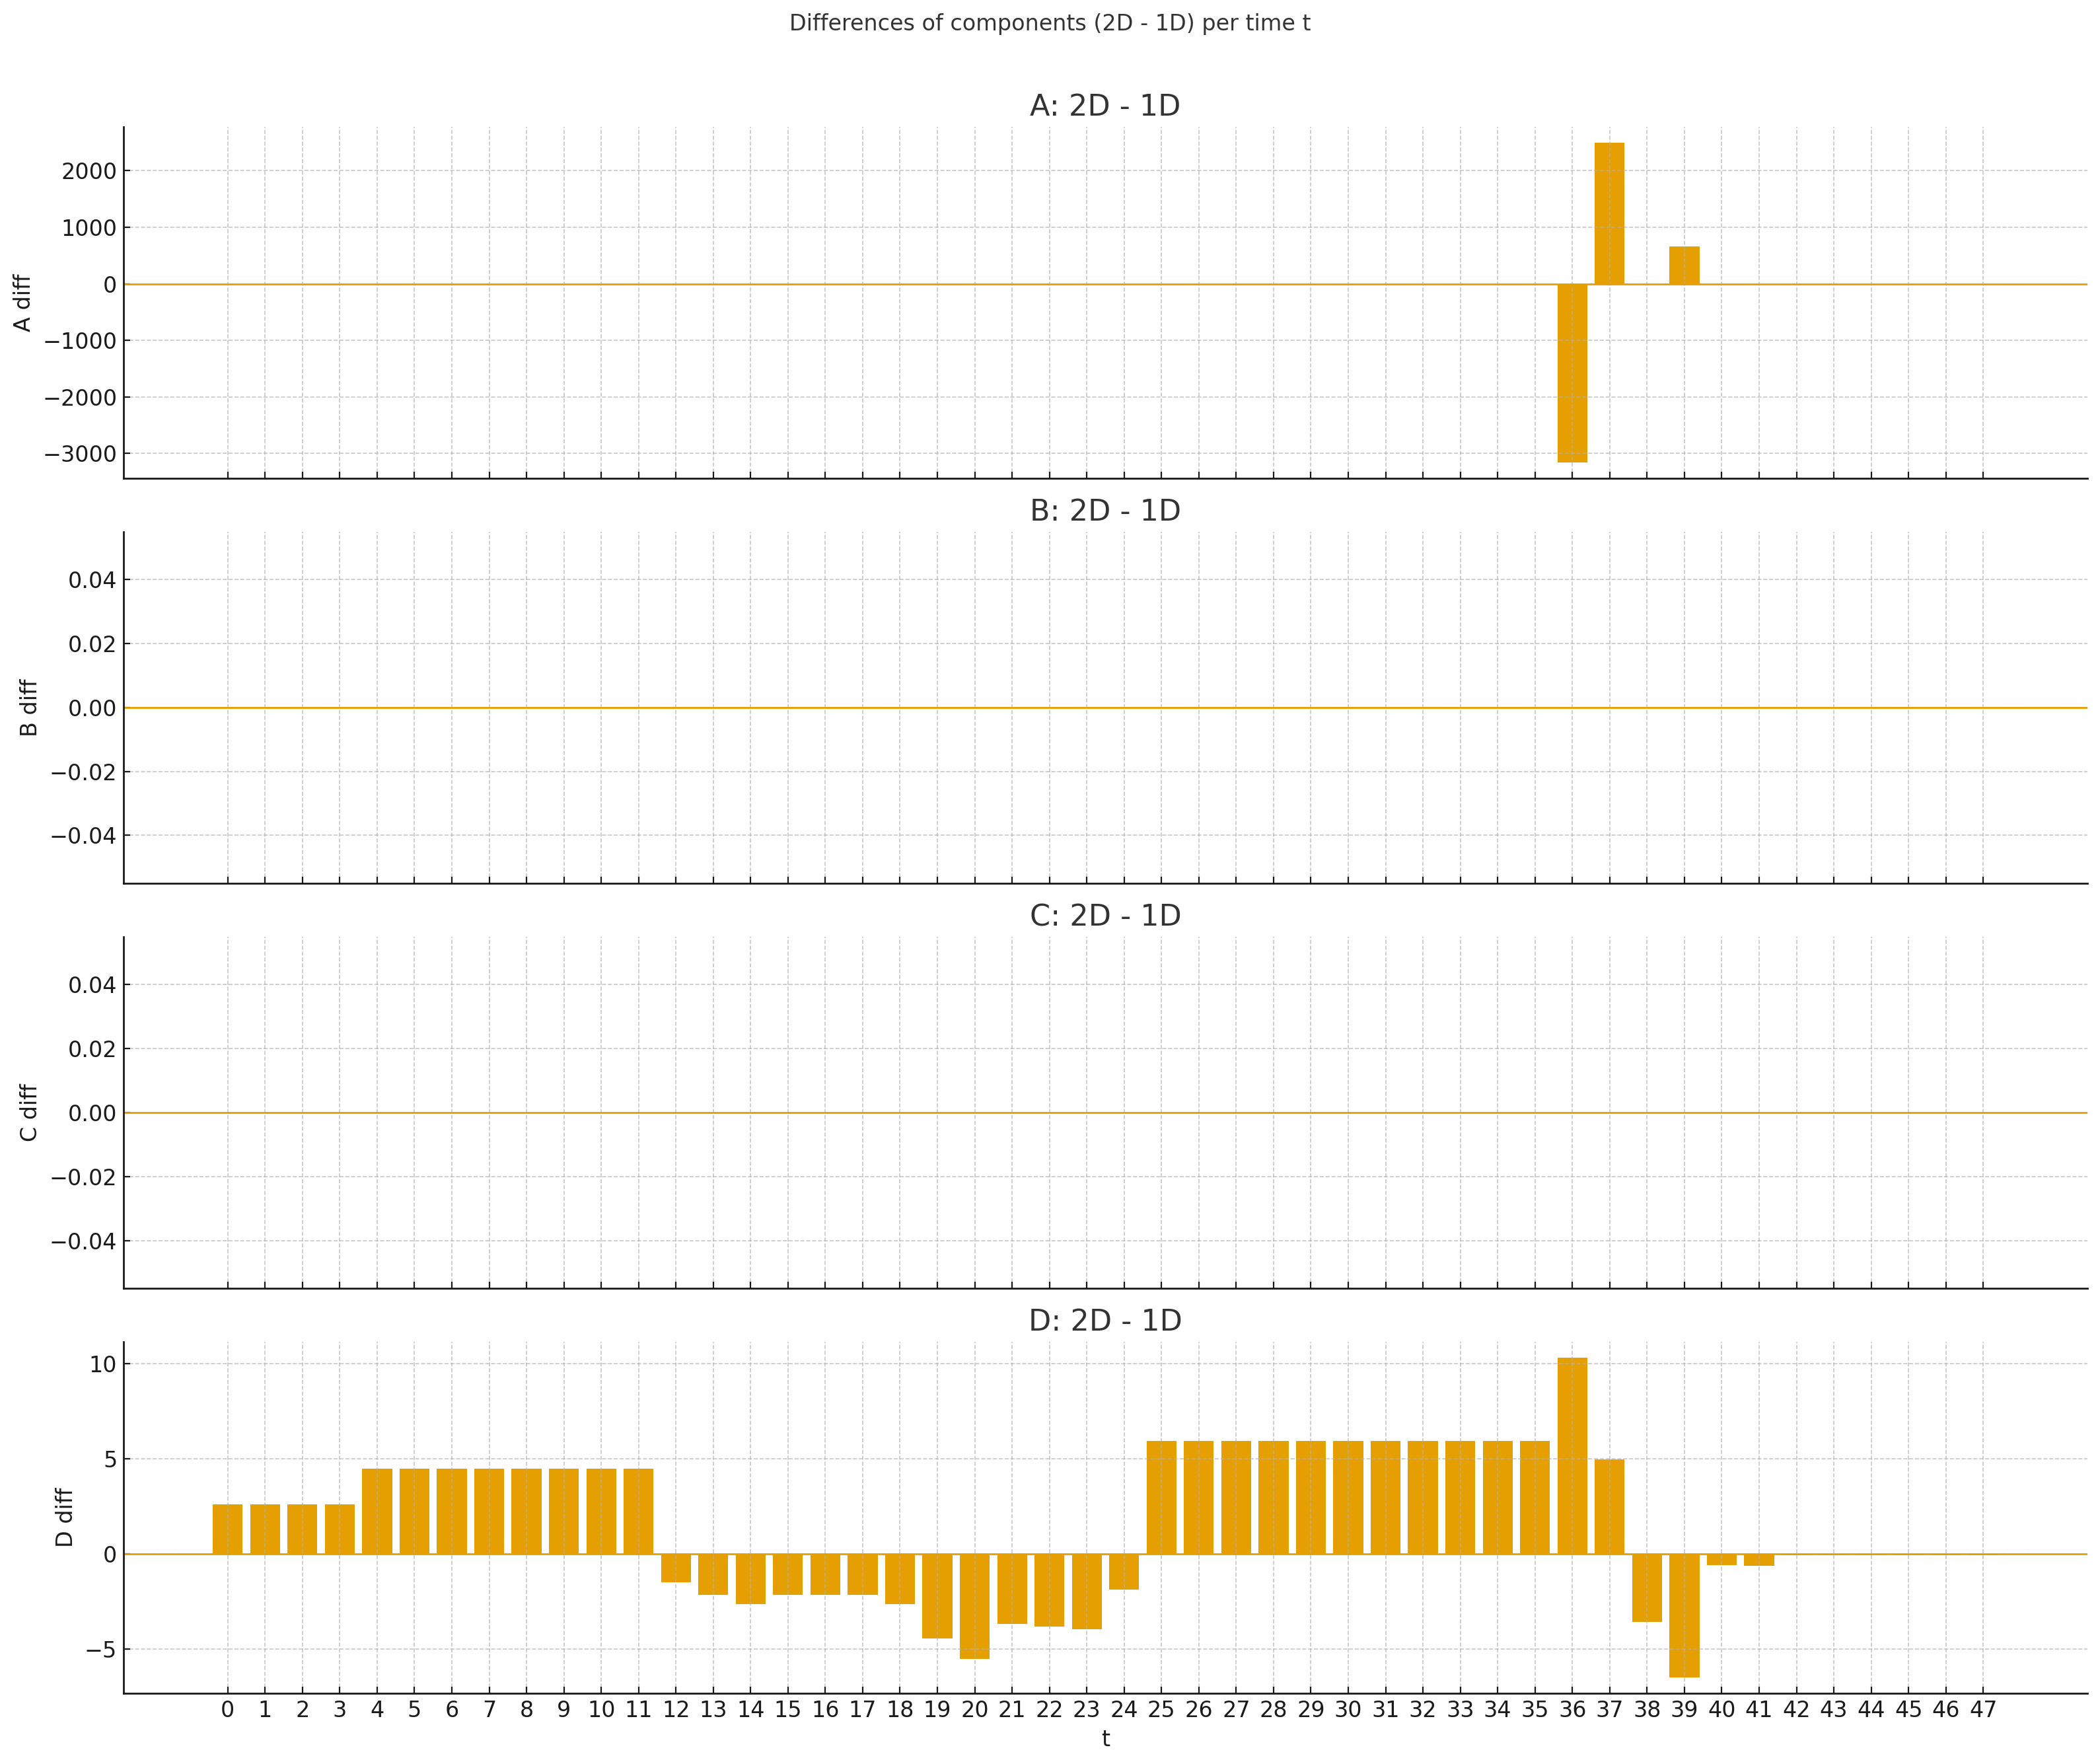 Differences of components (2D - 1D) per time t
A: 2D - 1D
2000
1000
0
−1000
−2000
−3000
A diff
B: 2D - 1D
0.04
0.02
0.00
−0.02
−0.04
B diff
C: 2D - 1D
0.04
0.02
0.00
−0.02
−0.04
C diff
D: 2D - 1D
10
5
0
−5
D diff
0 1 2 3 4 5 6 7 8 9 10 11 12 13 14 15 16 17 18 19 20 21 22 23 24 25 26 27 28 29 30 31 32 33 34 35 36 37 38 39 40 41 42 43 44 45 46 47
t